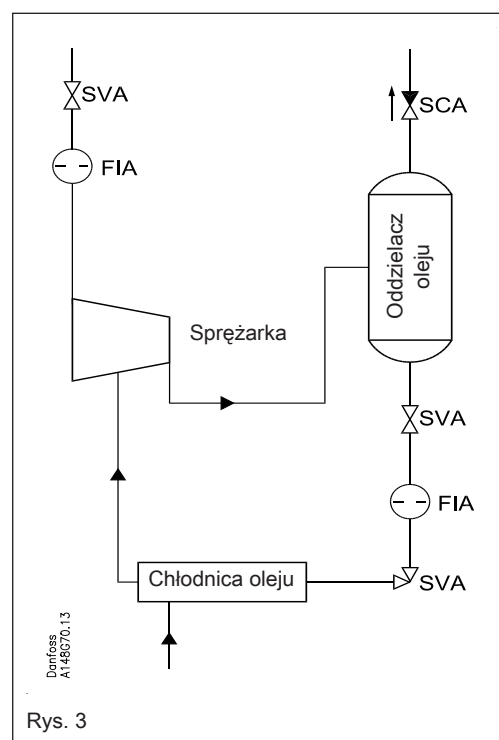 SVA
SCA
FIA
Oddzielacz
oleju
Sprężarka
SVA
FIA
Chłodnica oleju
SVA
Danfoss
A148G70.13
Rys. 3